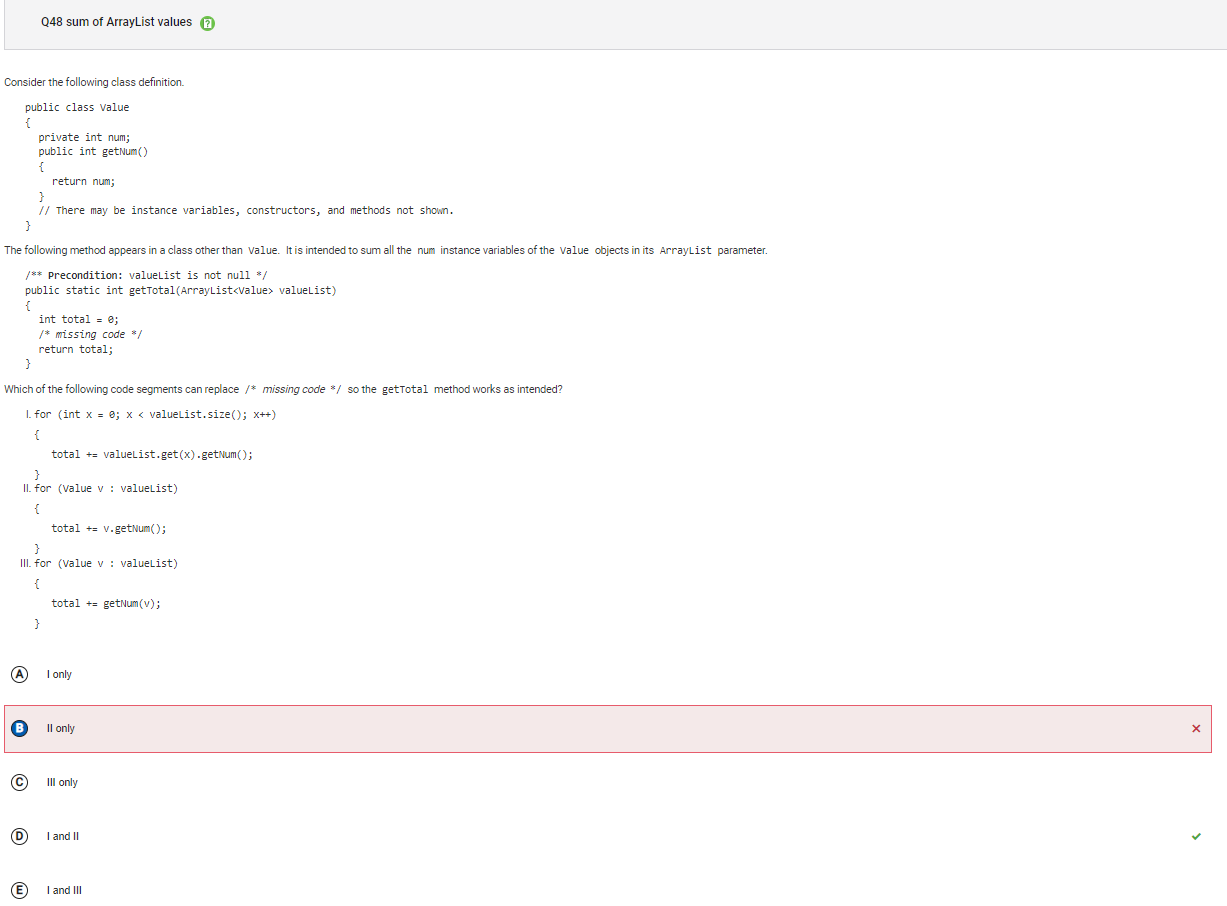 Q48 sum of ArrayList values
Consider the following class definition.
public class Value
{
private int num;
public int getNum()
{
return num;
}
// There may be instance variables, constructors, and methods not shown.
}
The following method appears in a class other than Value. It is intended to sum all the num instance variables of the Value objects in its ArrayList parameter.
/** Precondition: valueList is not null */
public static int getTotal(ArrayList<Value> valueList)
{
int total = 0;
/* missing code */
return total;
}
Which of the following code segments can replace /* missing code */ so the getTotal method works as intended?
I. for (int x = 0; x < valueList.size(); x++)
{
total += valueList.get(x).getNum();
}
II. for (Value v : valueList)
{
total += v.getNum();
}
III. for (Value v : valueList)
{
total += getNum(v);
}
A I only
B II only
C III only
D I and II
E I and III